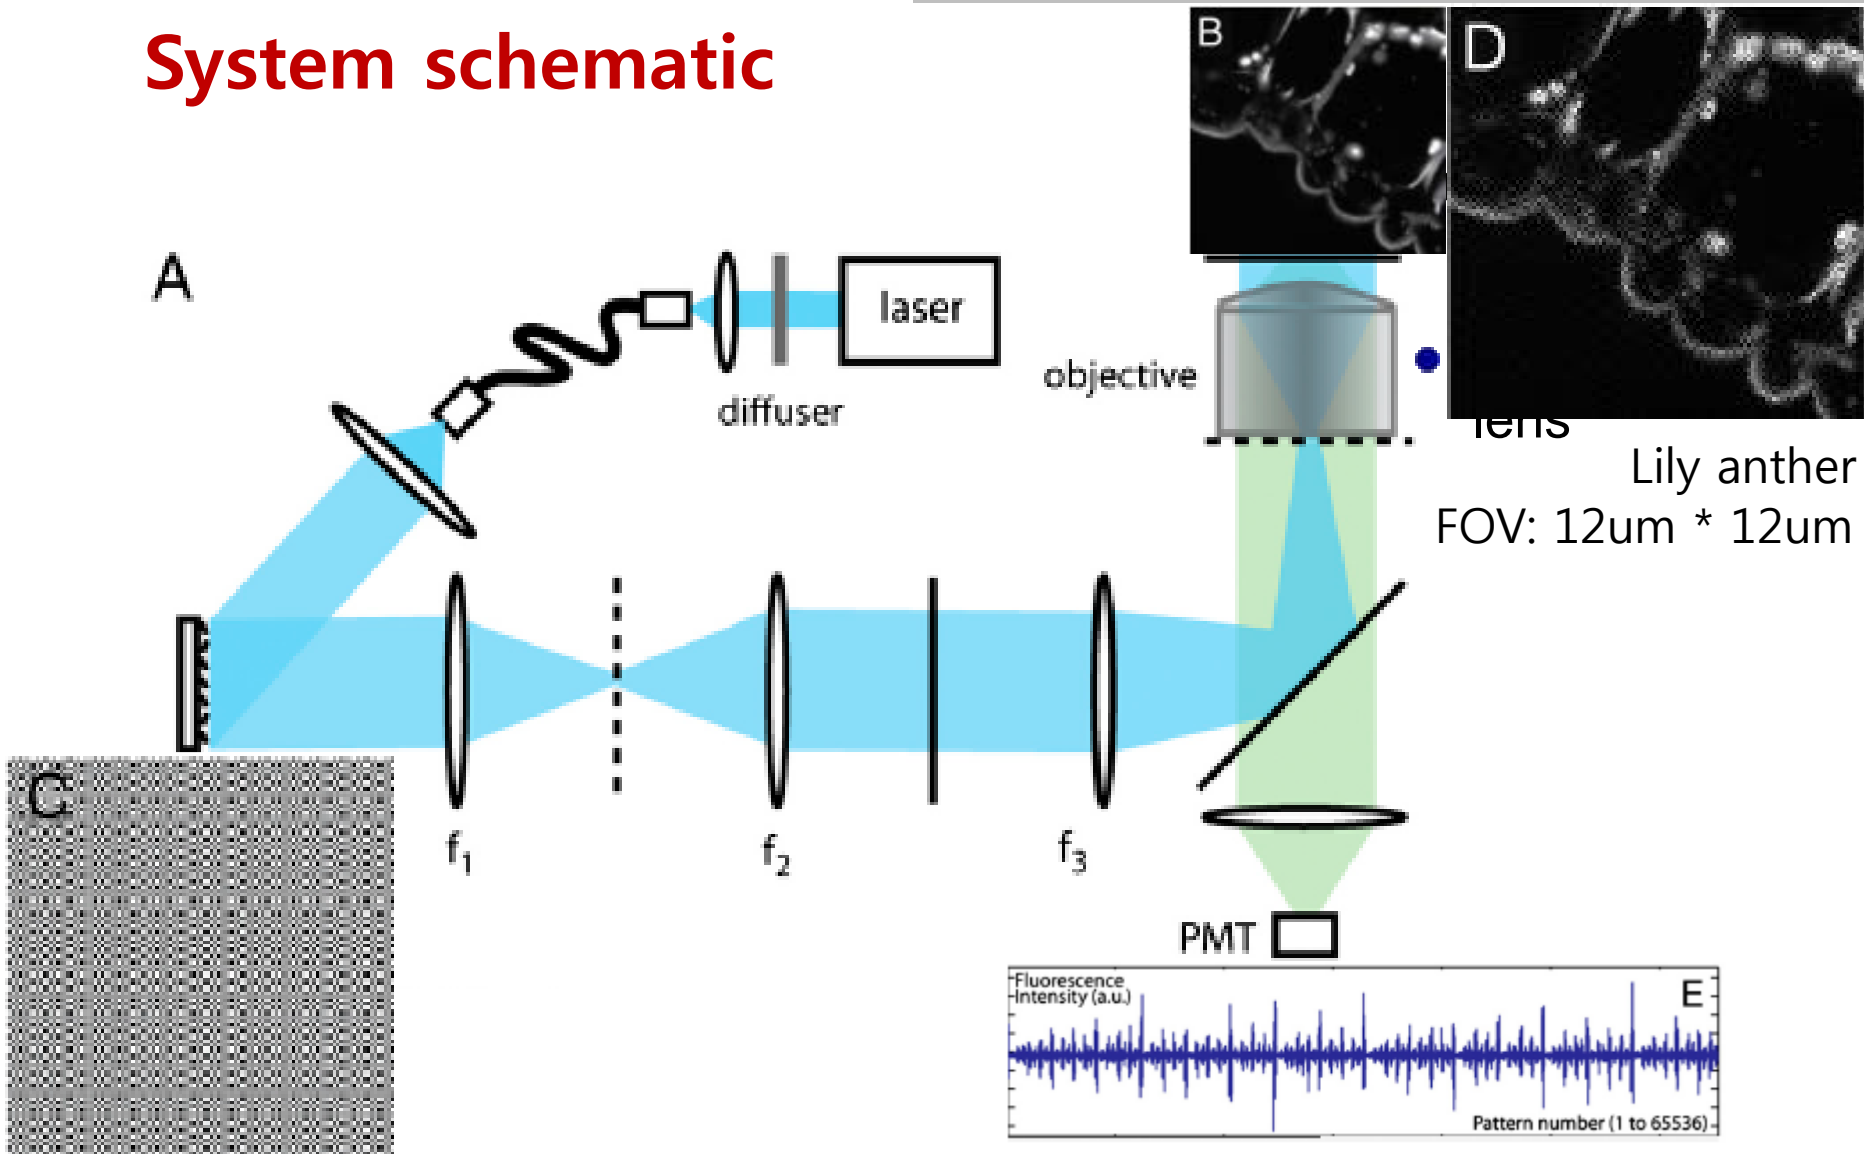 System schematic
B
D
A
laser
diffuser
objective
lens
Lily anther
FOV: 12um * 12um
C
f1
f2
f3
PMT
Fluorescence
Intensity (a.u.)
E
Pattern number (1 to 65536)